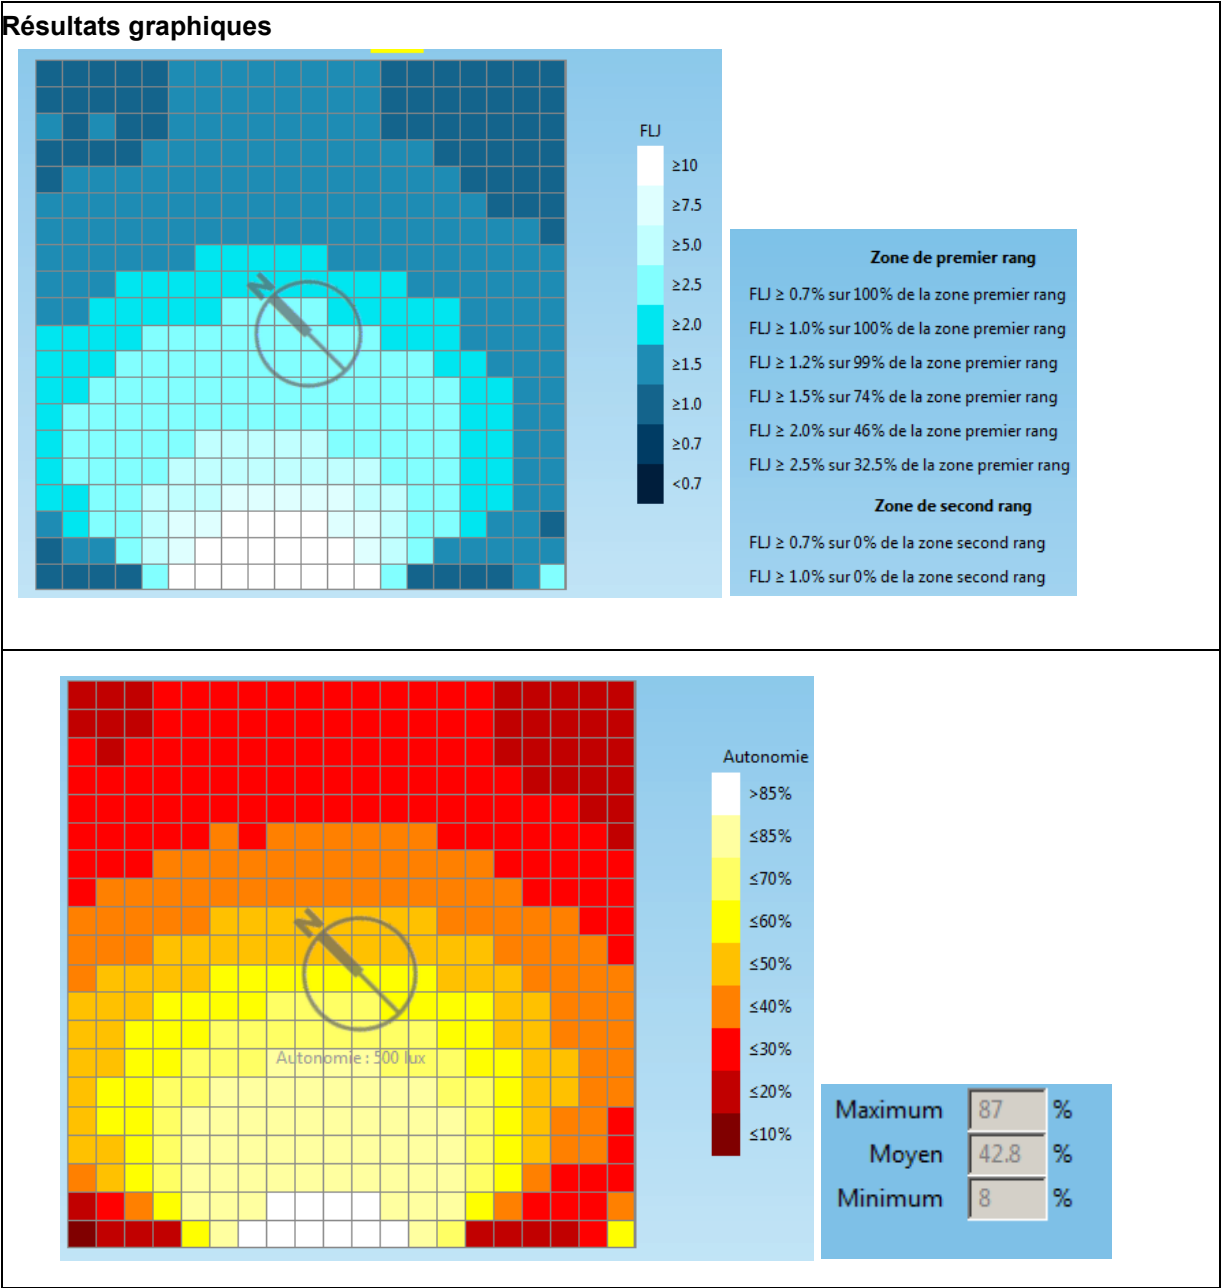 Résultats graphiques
FLJ
≥10
≥7.5
≥5.0
≥2.5
≥2.0
≥1.5
≥1.0
≥0.7
<0.7
N
Zone de premier rang
FLJ ≥ 0.7% sur 100% de la zone premier rang
FLJ ≥ 1.0% sur 100% de la zone premier rang
FLJ ≥ 1.2% sur 99% de la zone premier rang
FLJ ≥ 1.5% sur 74% de la zone premier rang
FLJ ≥ 2.0% sur 46% de la zone premier rang
FLJ ≥ 2.5% sur 32.5% de la zone premier rang
Zone de second rang
FLJ ≥ 0.7% sur 0% de la zone second rang
FLJ ≥ 1.0% sur 0% de la zone second rang
Autonomie
>85%
≤85%
≤70%
≤60%
≤50%
≤40%
≤30%
≤20%
≤10%
N
Autonomie : 500 lux
Maximum 87 %
Moyen 42.8 %
Minimum 8 %